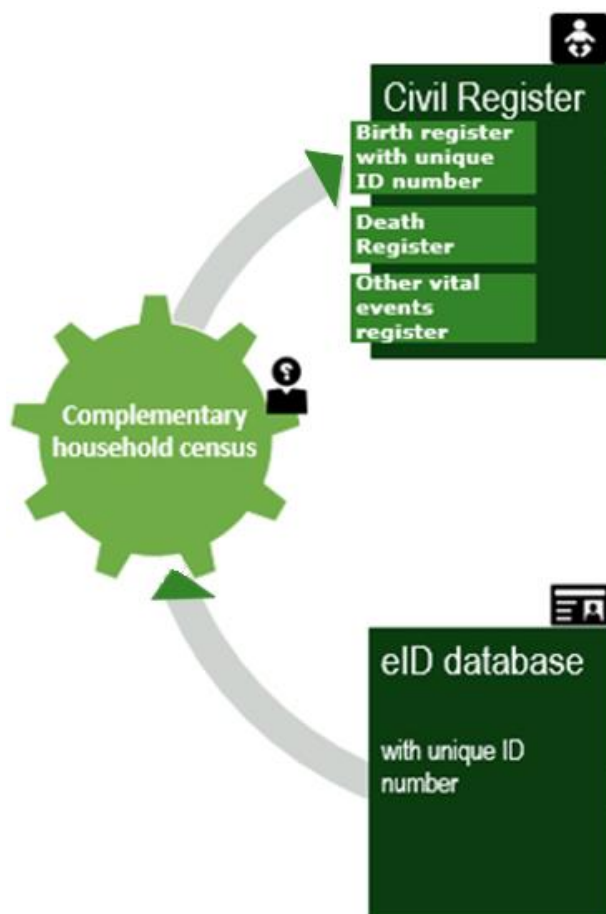 Civil Register
Birth register
with unique
ID number
Death
Register
Other vital
events
register
?
Complementary
household census
eID database
with unique ID
number